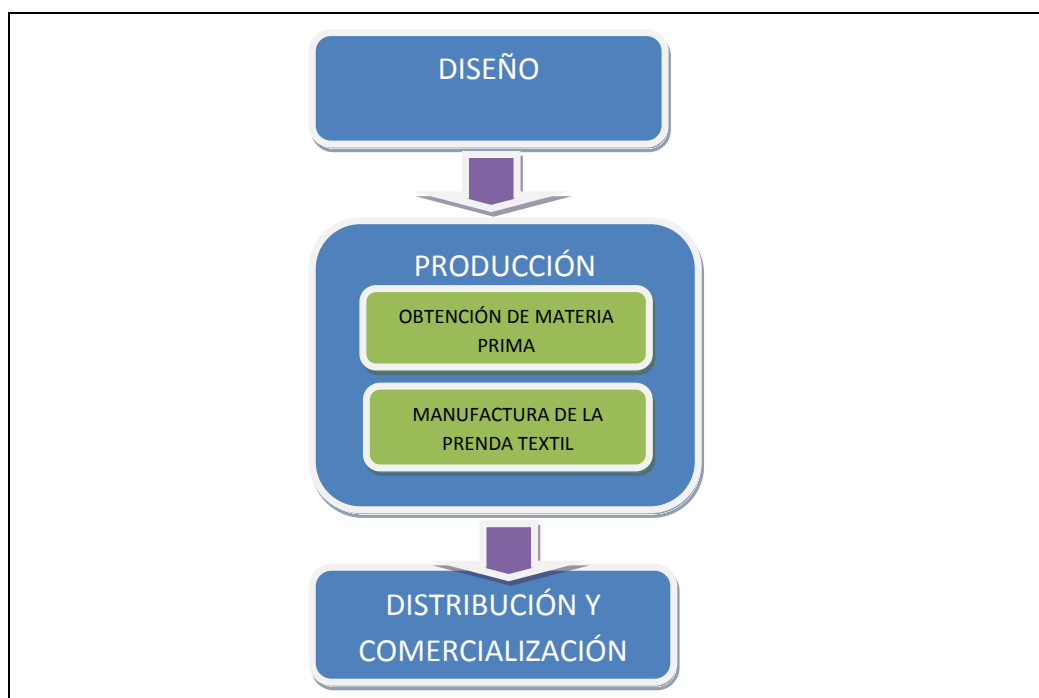 DISEÑO
PRODUCCIÓN
OBTENCIÓN DE MATERIA
PRIMA
MANUFACTURA DE LA
PRENDA TEXTIL
DISTRIBUCIÓN Y
COMERCIALIZACIÓN